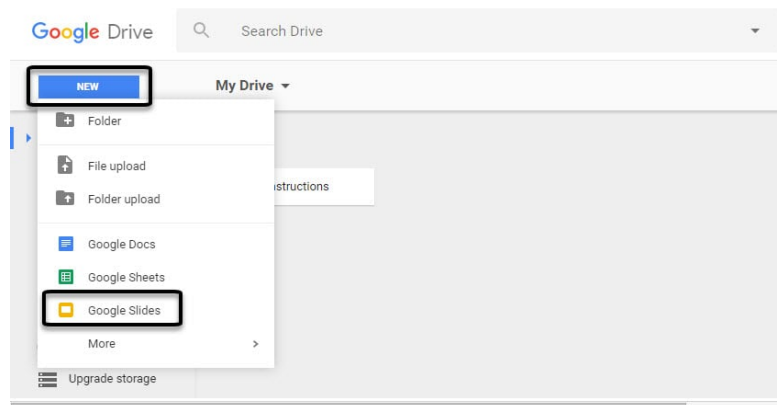 Google Drive Search Drive
NEW My Drive
Folder
File upload
structions
Folder upload
Google Docs
Google Sheets
Google Slides
More
Upgrade storage